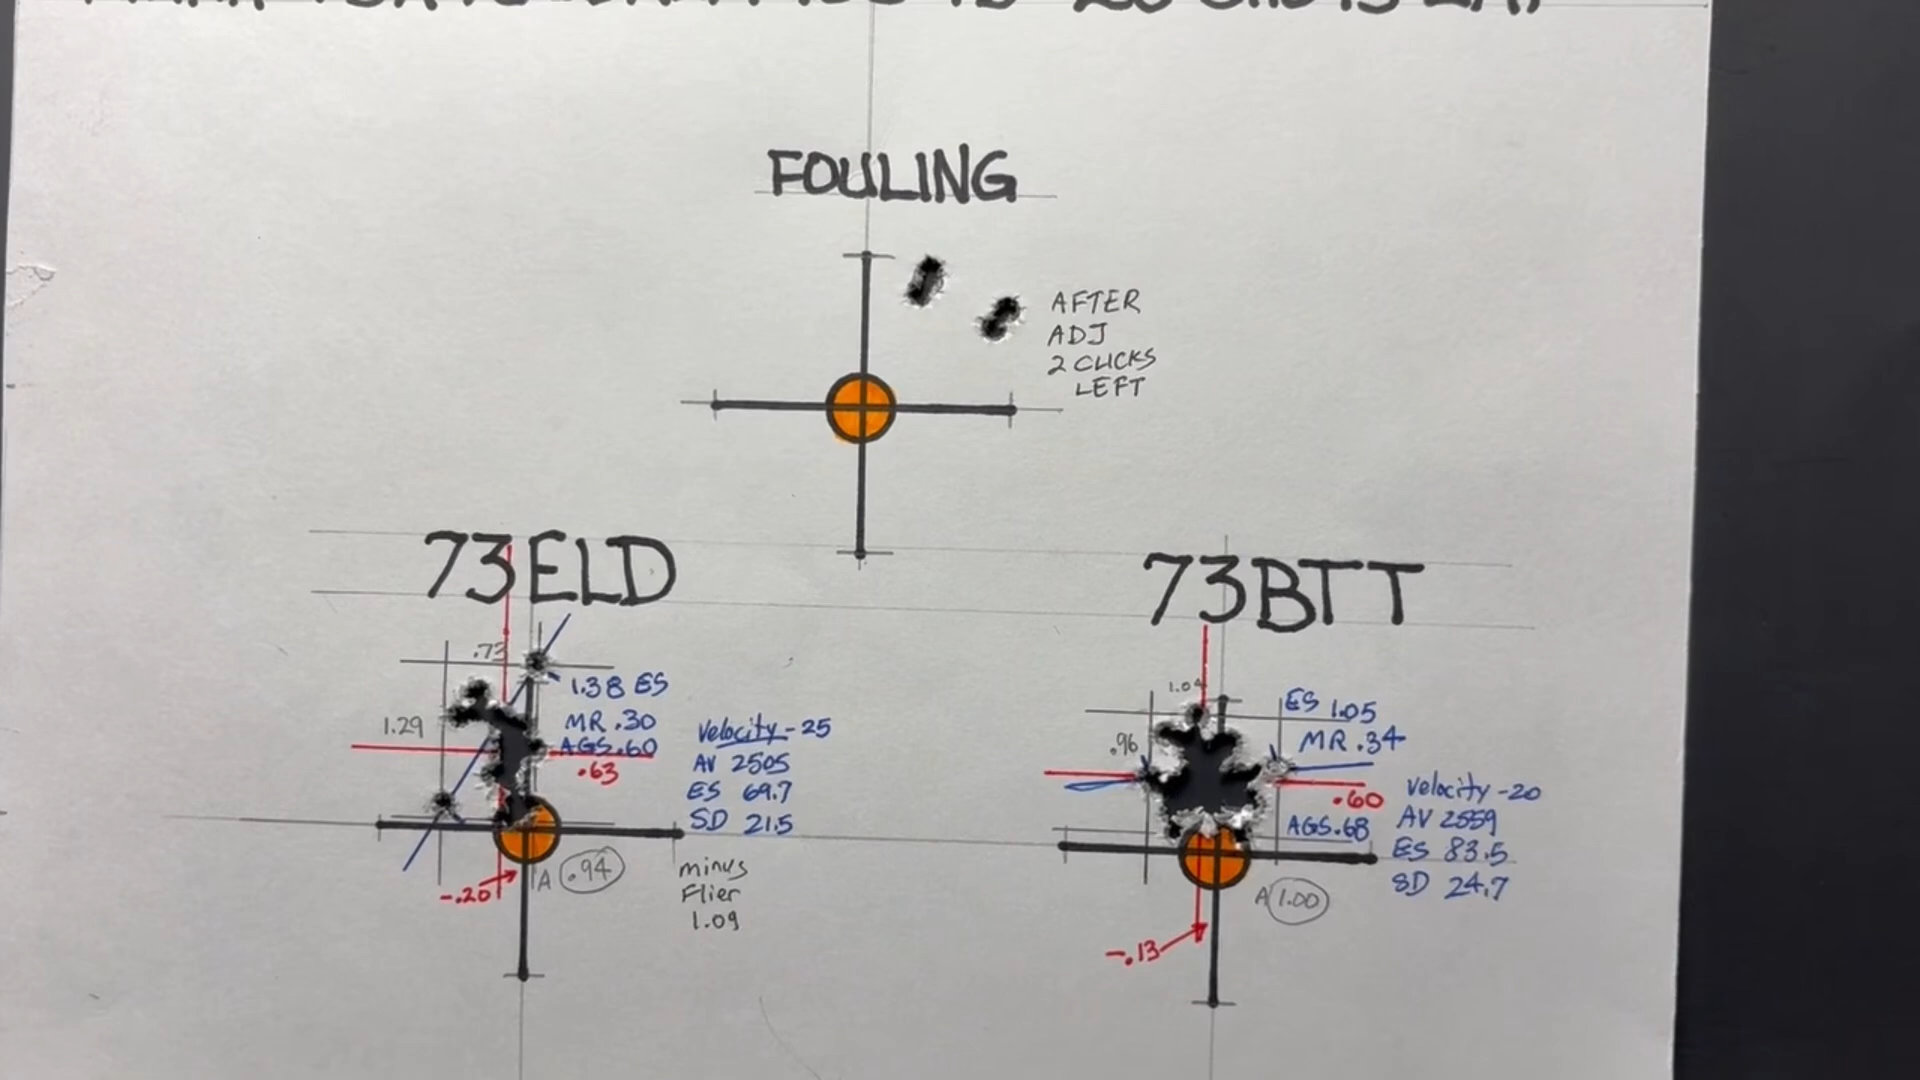 FOULING
AFTER
ADJ
2 CLICKS
LEFT
73ELD
.73
1.38 ES
1.29
MR .30
AGS .60
.63
Velocity - 25
AV 2505
ES 69.7
SD 21.5
-.20
A .94
minus
Flier
1.09
73BTT
1.04
ES 1.05
MR .34
.96
.60
AGS .68
Velocity - 20
AV 2559
ES 83.5
SD 24.7
A 1.00
-.13